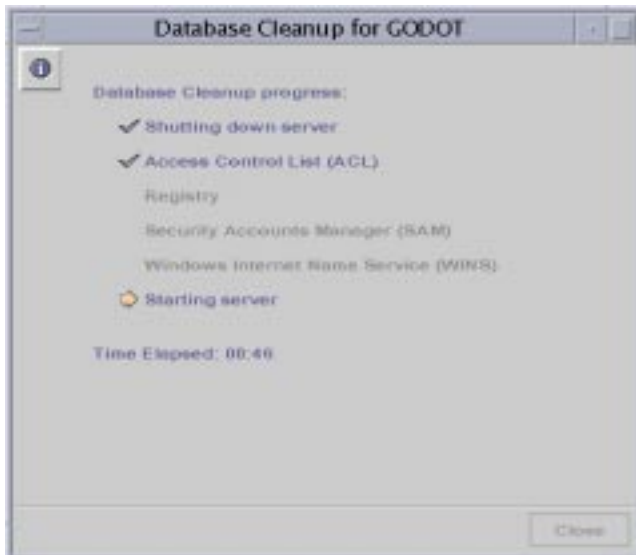 Database Cleanup for GODOT
Database Cleanup progress:
Shutting down server
Access Control List (ACL)
Registry
Security Accounts Manager (SAM)
Windows Internet Name Service (WINS)
Starting server
Time Elapsed: 00:46
Close